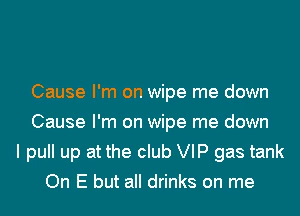 Cause I'm on wipe me down
Cause I'm on wipe me down
I pull up at the club VIP gas tank
On E but all drinks on me